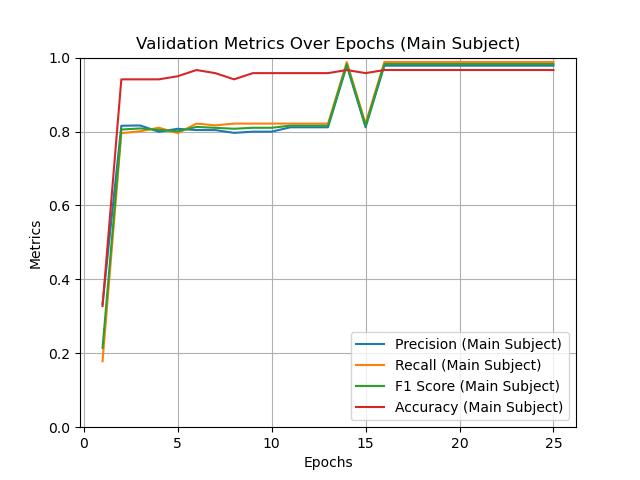 Validation Metrics Over Epochs (Main Subject)
1.0
0.8
0.6
0.4
0.2
0.0
Metrics
0
5
10
15
20
25
Epochs
Precision (Main Subject)
Recall (Main Subject)
F1 Score (Main Subject)
Accuracy (Main Subject)